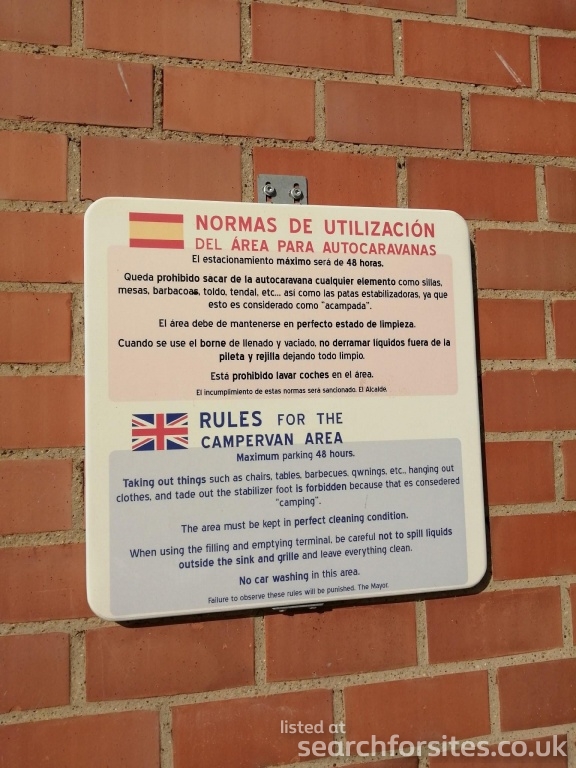 NORMAS DE UTILIZACIÓN
DEL ÁREA PARA AUTOCARAVANAS
El estacionamiento máximo será de 48 horas.
Queda prohibido sacar de la autocaravana cualquier elemento como sillas,
mesas, barbacoas, toldo, tendal, etc... así como las patas estabilizadoras, ya que
esto es considerado como "acampada".
El área debe de mantenerse en perfecto estado de limpieza.
Cuando se use el borne de llenado y vaciado, no derramar líquidos fuera de la
pileta y rejilla dejando todo limpio.
Está prohibido lavar coches en el área.
El incumplimiento de estas normas será sancionado. El Alcalde.
RULES FOR THE
CAMPERVAN AREA
Maximum parking 48 hours.
Taking out things such as chairs, tables, barbecues, qwnings, etc.. hanging out
clothes, and tade out the stabilizer foot is forbidden because that es consedered
"camping".
The area must be kept in perfect cleaning condition.
When using the filling and emptying terminal, be careful not to spill liquids
outside the sink and grille and leave everything clean.
No car washing in this area.
Failure to observe these rules will be punished. The Mayor.
listed at
searchforsites.co.uk